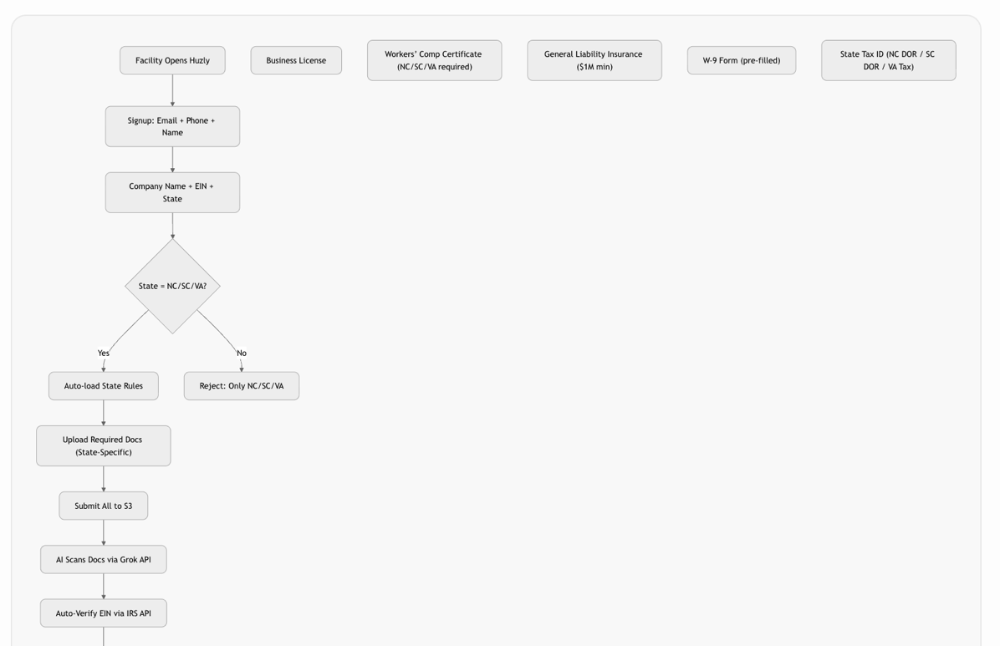 Facility Opens Huzly
Business License
Workers' Comp Certificate
(NC/SC/VA required)
General Liability Insurance
($1M min)
W-9 Form (pre-filled)
State Tax ID (NC DOR / SC
DOR / VA Tax)
Signup: Email + Phone +
Name
Company Name + EIN +
State
State = NC/SC/VA?
Yes
No
Auto-load State Rules
Reject: Only NC/SC/VA
Upload Required Docs
(State-Specific)
Submit All to S3
AI Scans Docs via Grok API
Auto-Verify EIN via IRS API